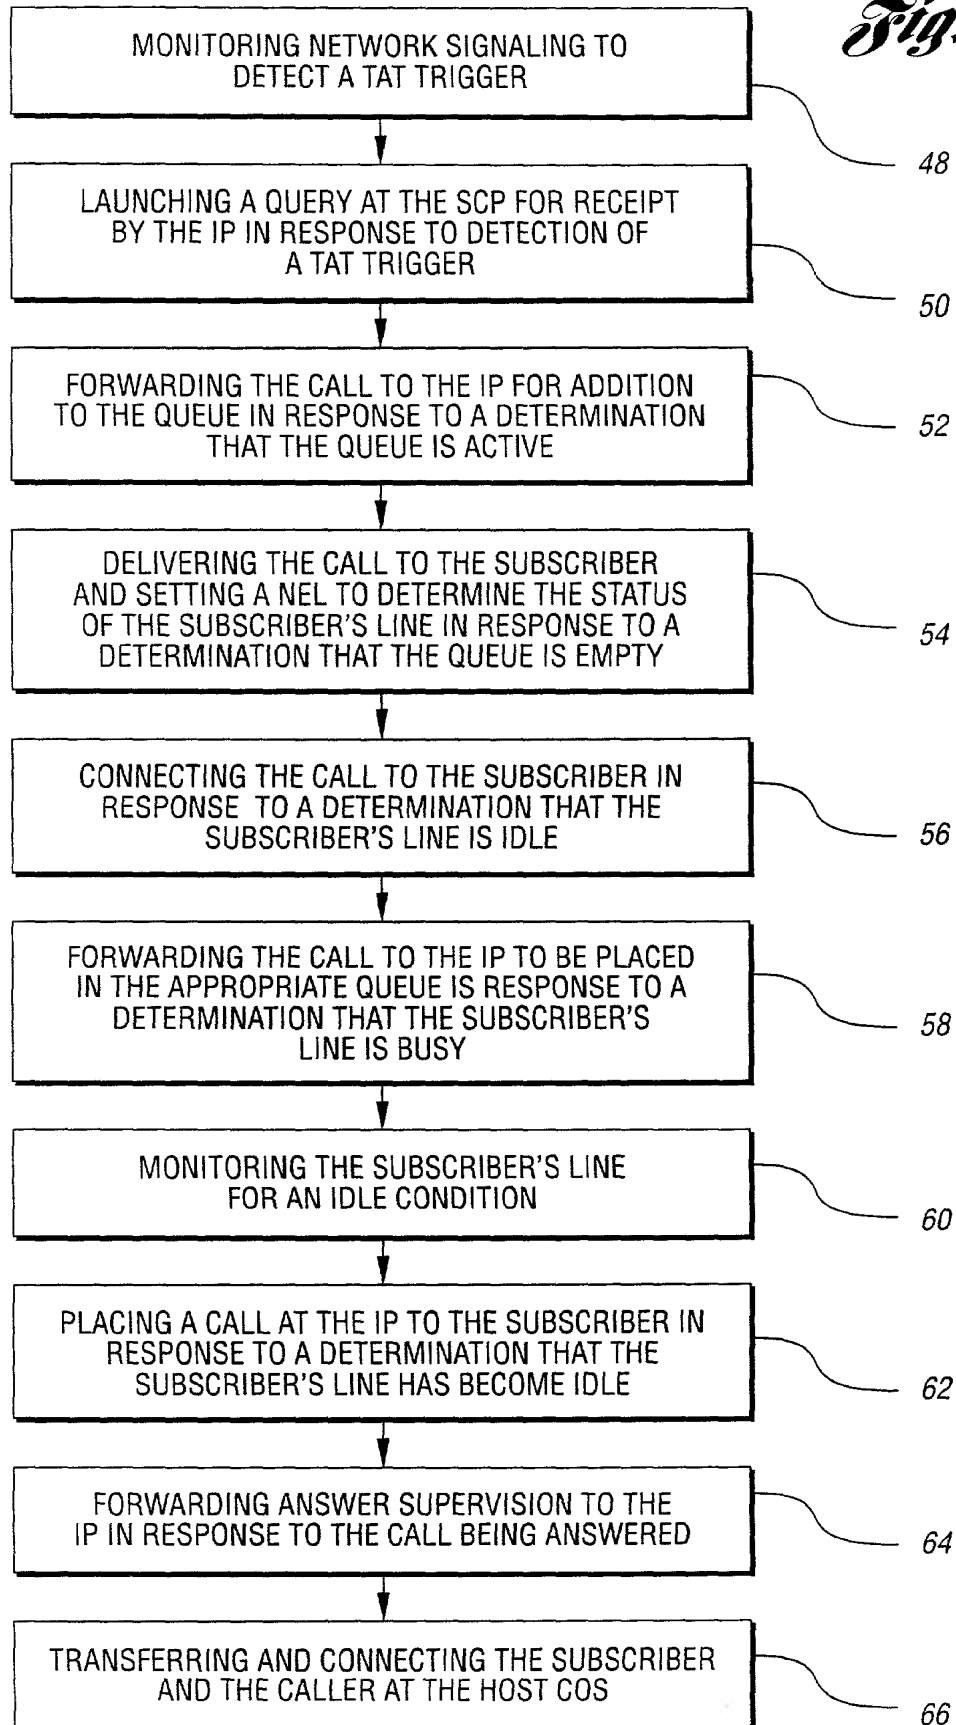 Fig.
MONITORING NETWORK SIGNALING TO
DETECT A TAT TRIGGER
48
LAUNCHING A QUERY AT THE SCP FOR RECEIPT
BY THE IP IN RESPONSE TO DETECTION OF
A TAT TRIGGER
50
FORWARDING THE CALL TO THE IP FOR ADDITION
TO THE QUEUE IN RESPONSE TO A DETERMINATION
THAT THE QUEUE IS ACTIVE
52
DELIVERING THE CALL TO THE SUBSCRIBER
AND SETTING A NEL TO DETERMINE THE STATUS
OF THE SUBSCRIBER'S LINE IN RESPONSE TO A
DETERMINATION THAT THE QUEUE IS EMPTY
54
CONNECTING THE CALL TO THE SUBSCRIBER IN
RESPONSE TO A DETERMINATION THAT THE
SUBSCRIBER'S LINE IS IDLE
56
FORWARDING THE CALL TO THE IP TO BE PLACED
IN THE APPROPRIATE QUEUE IS RESPONSE TO A
DETERMINATION THAT THE SUBSCRIBER'S
LINE IS BUSY
58
MONITORING THE SUBSCRIBER'S LINE
FOR AN IDLE CONDITION
60
PLACING A CALL AT THE IP TO THE SUBSCRIBER IN
RESPONSE TO A DETERMINATION THAT THE
SUBSCRIBER'S LINE HAS BECOME IDLE
62
FORWARDING ANSWER SUPERVISION TO THE
IP IN RESPONSE TO THE CALL BEING ANSWERED
64
TRANSFERRING AND CONNECTING THE SUBSCRIBER
AND THE CALLER AT THE HOST COS
66